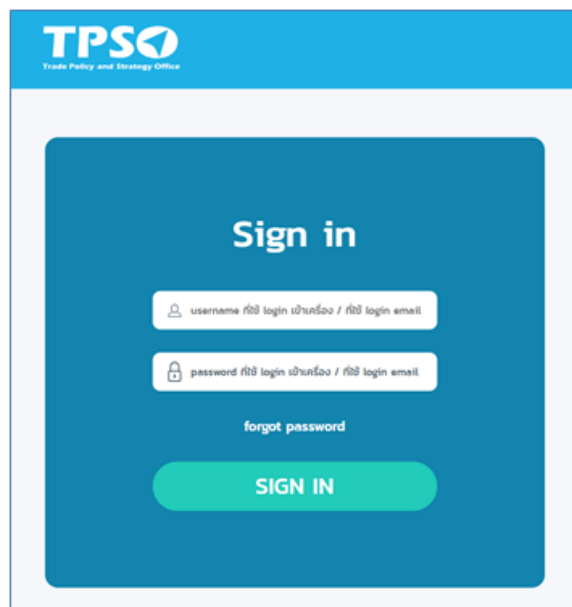 TPSO
Trade Policy and Strategy Office
Sign in
username ที่ใช้ login เข้าเครื่อง / ที่ใช้ login email
password ที่ใช้ login เข้าเครื่อง / ที่ใช้ login email
forgot password
SIGN IN